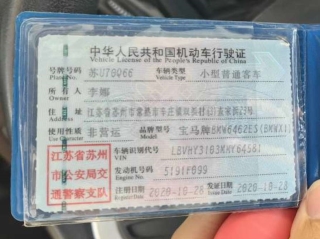 中华人民共和国机动车行驶证
Vehicle License of the People's Republic of China
号牌号码 苏U7G066 车辆类型 小型普通客车
Plate No. Vehicle Type
所有人 李娜
Owner
住址 江苏省苏州市常熟市
Address
使用性质 非营运 品牌型号 宝马牌BMW6462ES(BMWX1)
Use Character Model
江苏省苏州
市公安局交
通警察支队
车辆识别代号
VIN
发动机号码 5191F099
Engine No.
注册日期 2020-10-28 发证日期 2020-10-28
Register Date Issue Date